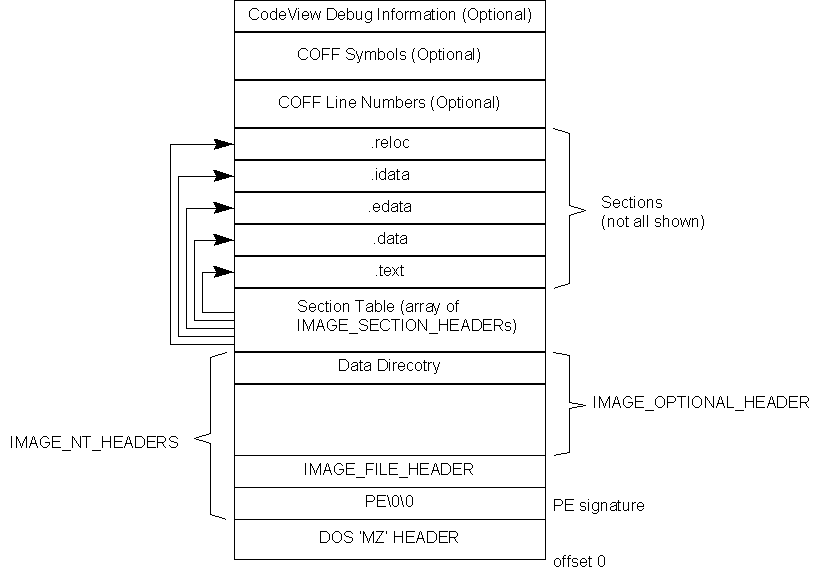 CodeView Debug Information (Optional)
COFF Symbols (Optional)
COFF Line Numbers (Optional)
.reloc
.idata
.edata
.data
.text
Sections
(not all shown)
Section Table (array of
IMAGE_SECTION_HEADERs)
Data Direcotry
IMAGE_OPTIONAL_HEADER
IMAGE_NT_HEADERS
IMAGE_FILE_HEADER
PE\0\0
PE signature
DOS 'MZ' HEADER
offset 0